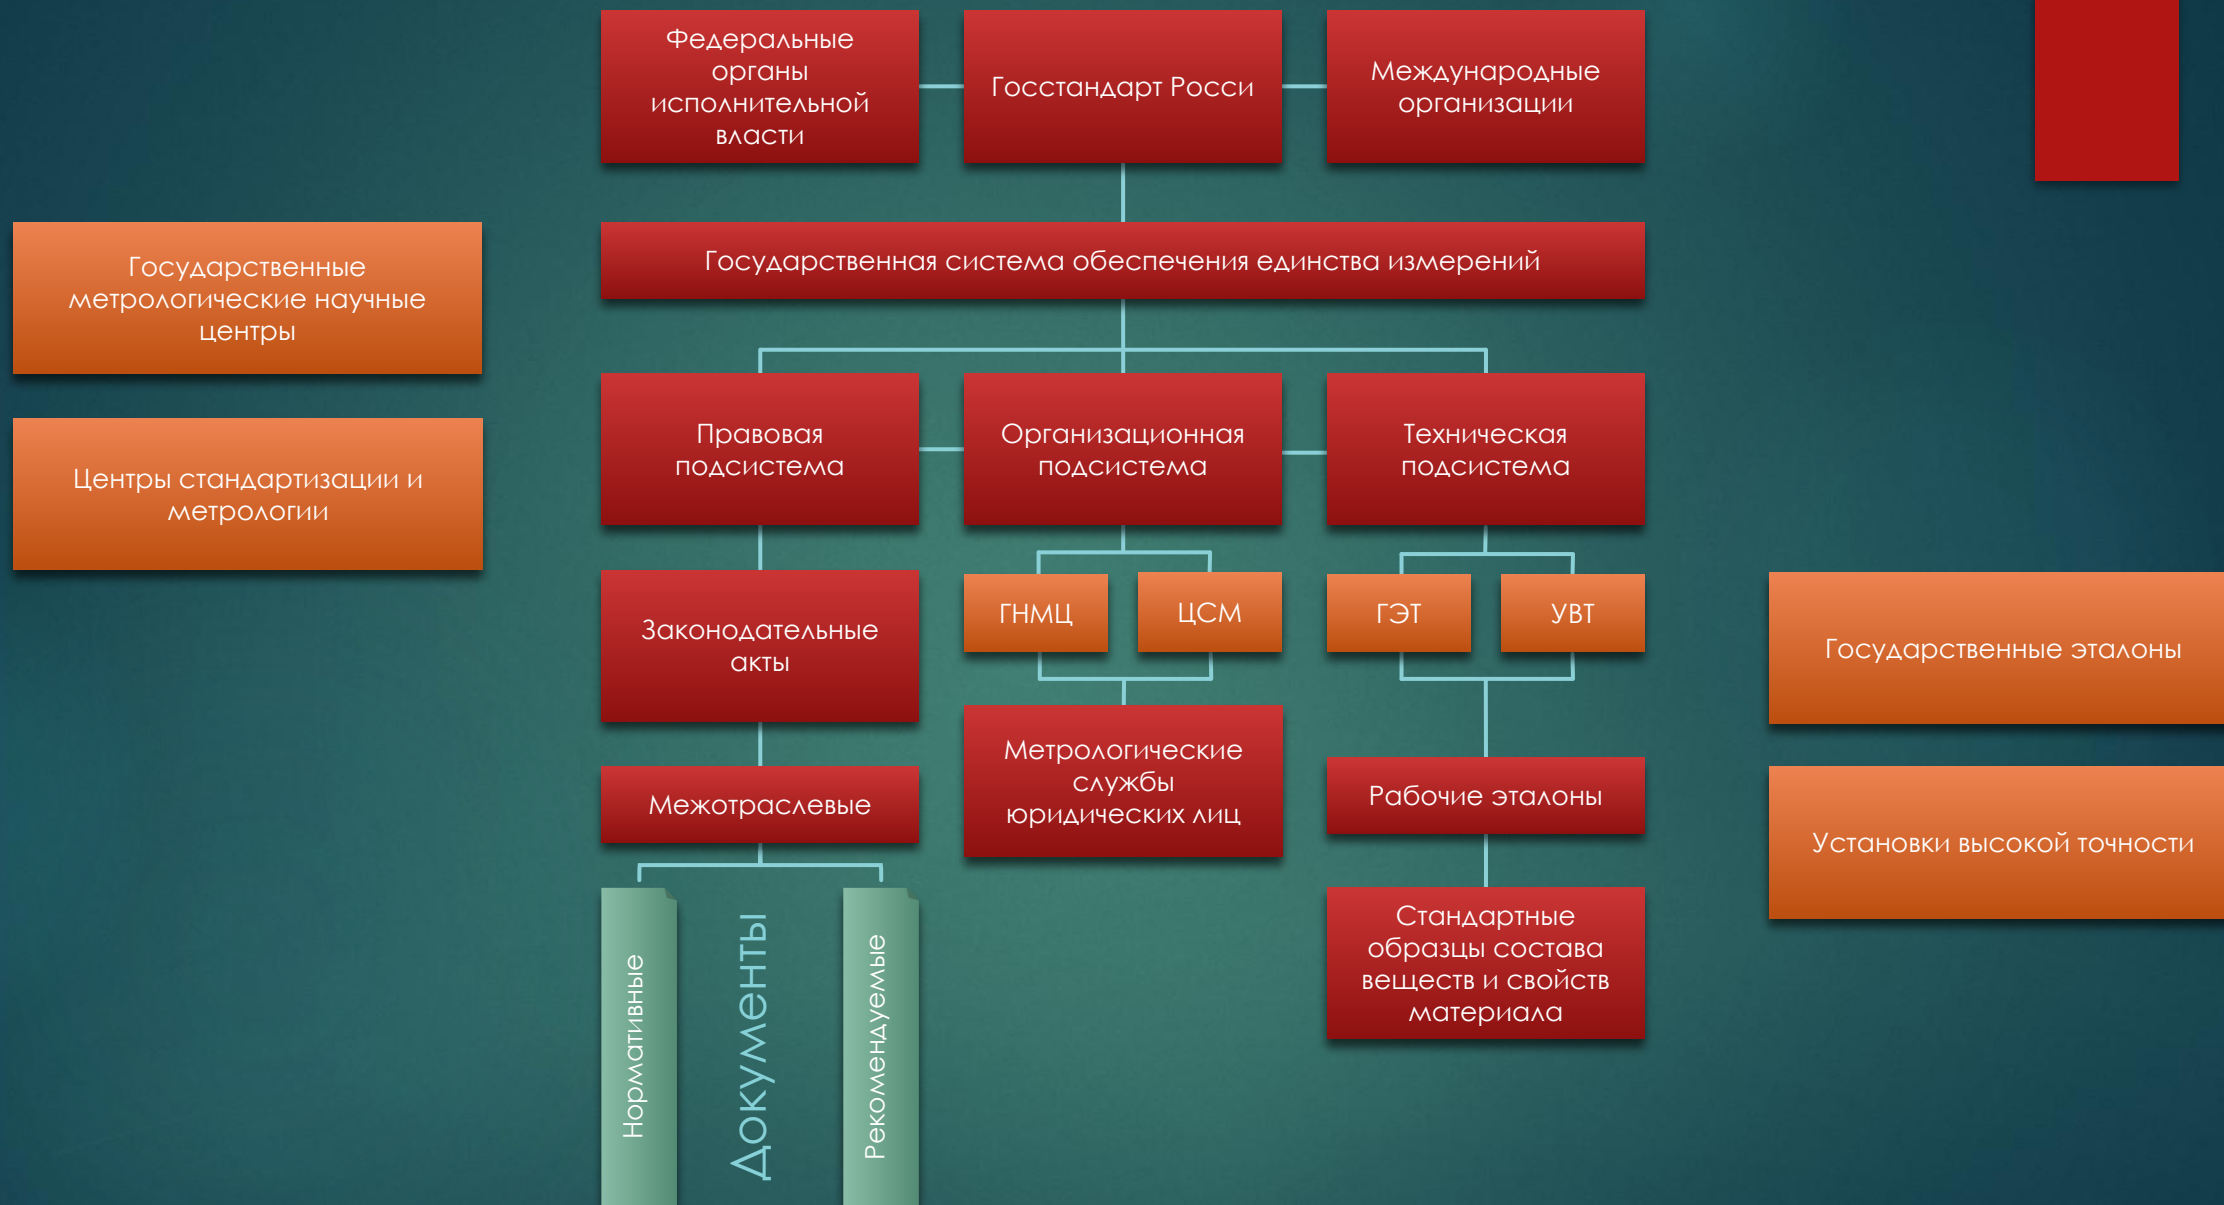 Федеральные
органы
исполнительной
власти
Госстандарт Росси
Международные
организации
Государственные
метрологические научные
центры
Государственная система обеспечения единства измерений
Центры стандартизации и
метрологии
Правовая
подсистема
Организационная
подсистема
Техническая
подсистема
Законодательные
акты
ГНМЦ
ЦСМ
ГЭТ
УВТ
Государственные эталоны
Межотраслевые
Метрологические
службы
юридических лиц
Рабочие эталоны
Установки высокой точности
Нормативные
Документы
Рекомендуемые
Стандартные
образцы состава
веществ и свойств
материала